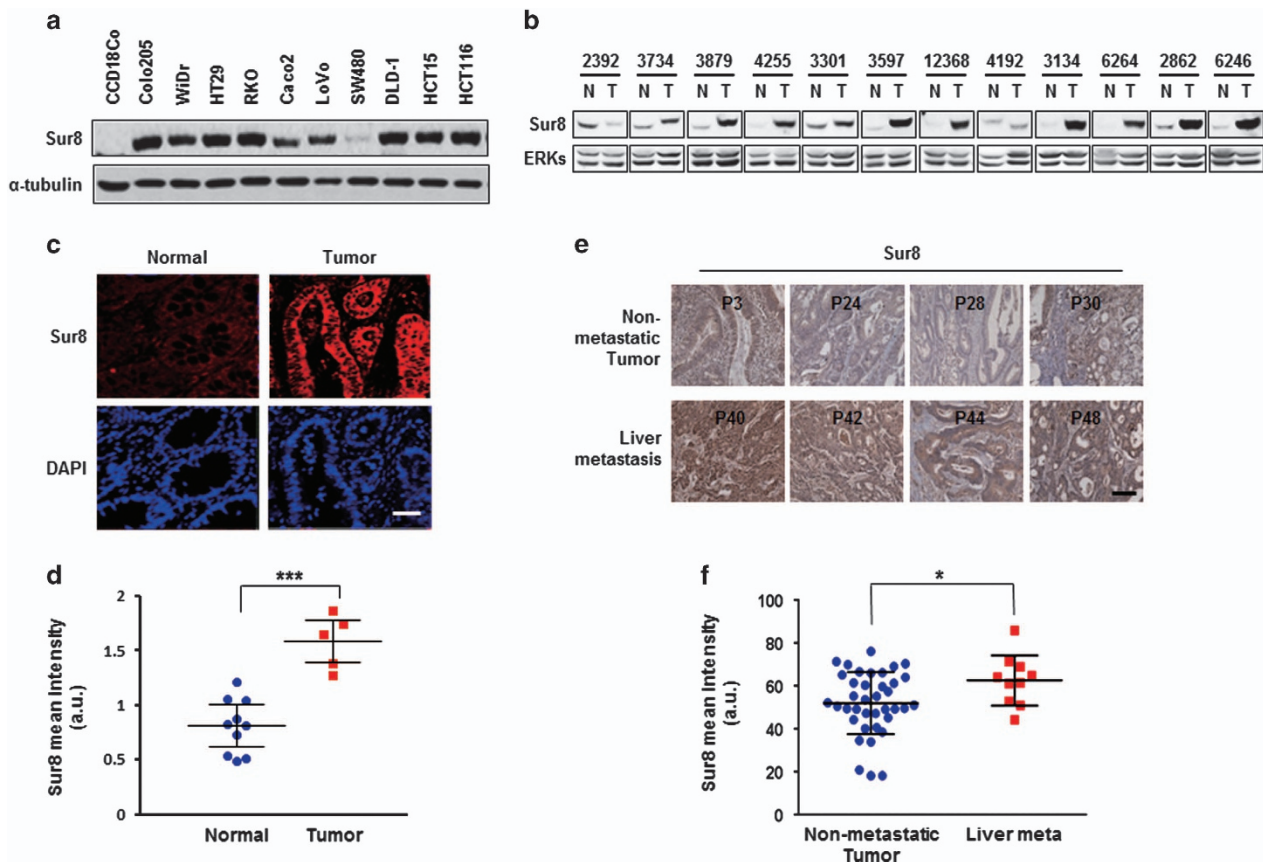 a
CCD18Co Colo205 WiDr HT29 RKO Caco2 LoVo SW480 DLD-1 HCT15 HCT116
Sur8
α-tubulin
b
2392 3734 3879 4255 3301 3597 12368 4192 3134 6264 2862 6246
N T N T N T N T N T N T N T N T N T N T N T N T
Sur8
ERKs
c
Normal Tumor
Sur8
DAPI
d
***
2
1.5
1
0.5
0
Sur8 mean Intensity
(a.u.)
Normal Tumor
e
Sur8
Non-
metastatic
Tumor
P3 P24 P28 P30
Liver
metastasis
P40 P42 P44 P48
f
*
100
80
60
40
20
0
Sur8 mean Intensity
(a.u.)
Non-metastatic
Tumor
Liver meta